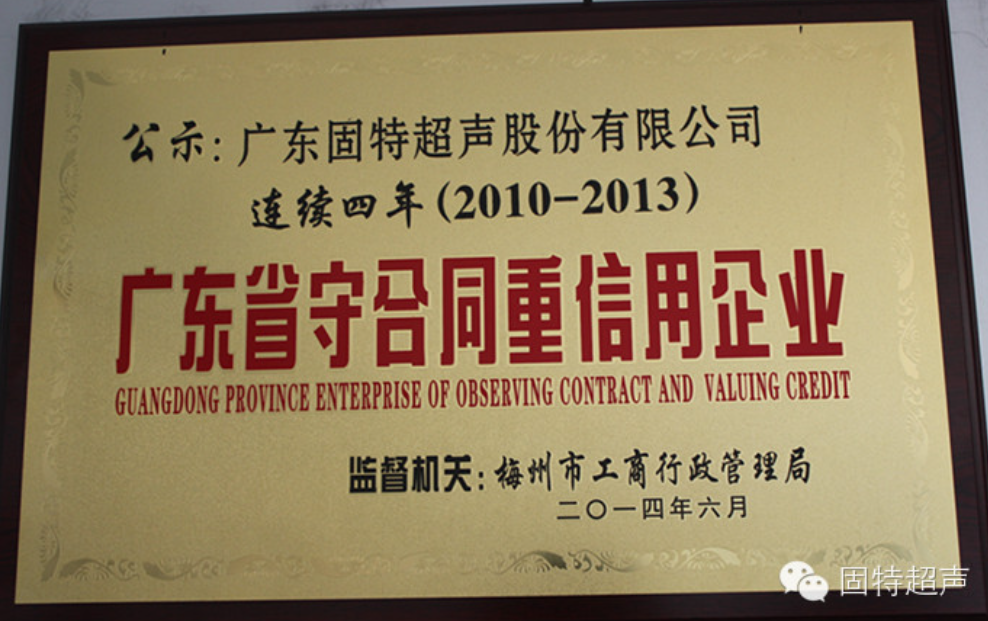 公示:广东固特超声股份有限公司
连续四年(2010-2013)
广东省守合同重信用企业
GUANGDONG PROVINCE ENTERPRISE OF OBSERVING CONTRACT AND VALUING CREDIT
监督机关:梅州市工商行政管理局
二〇一四年六月
固特超声